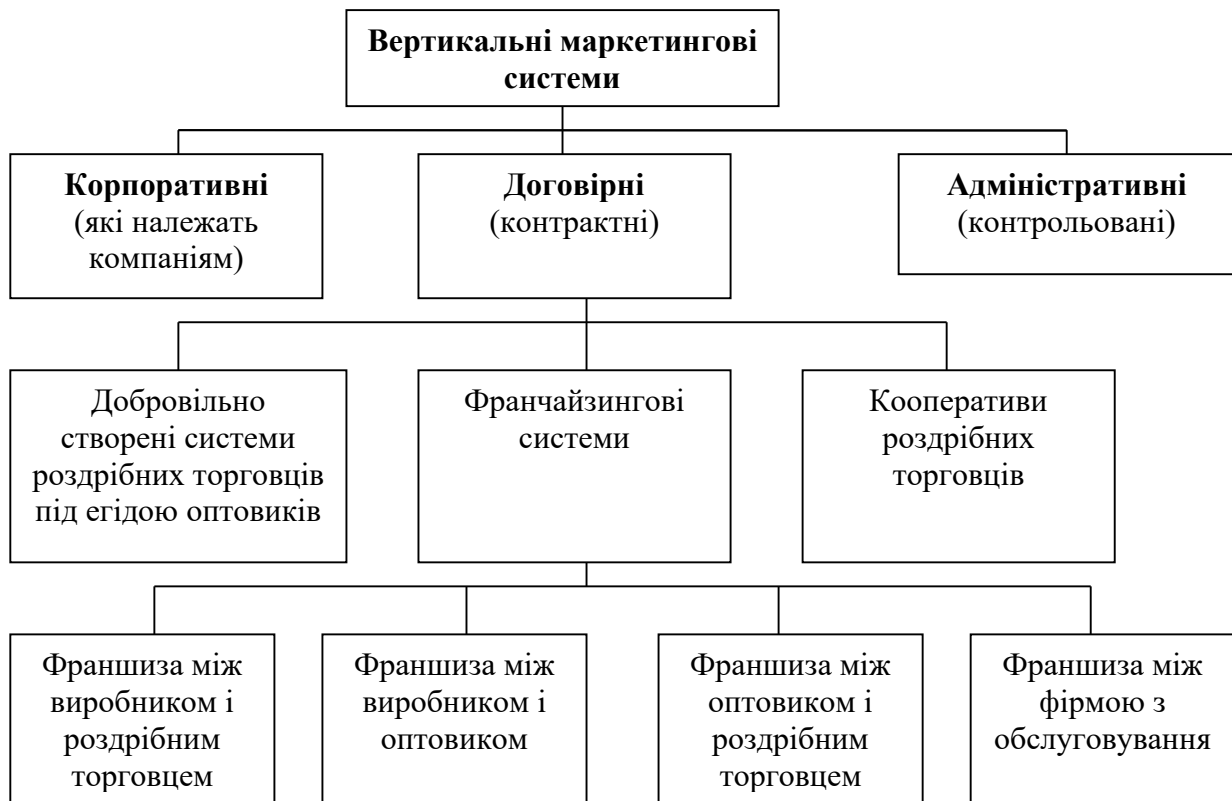 Вертикальні маркетингові
системи
Корпоративні
(які належать
компаніям)
Договірні
(контрактні)
Адміністративні
(контрольовані)
Добровільно
створені системи
роздрібних торговців
під егідою оптовиків
Франчайзингові
системи
Кооперативи
роздрібних
торговців
Франшиза між
виробником і
роздрібним
торговцем
Франшиза між
виробником і
оптовиком
Франшиза між
оптовиком і
роздрібним
торговцем
Франшиза між
фірмою з
обслуговування